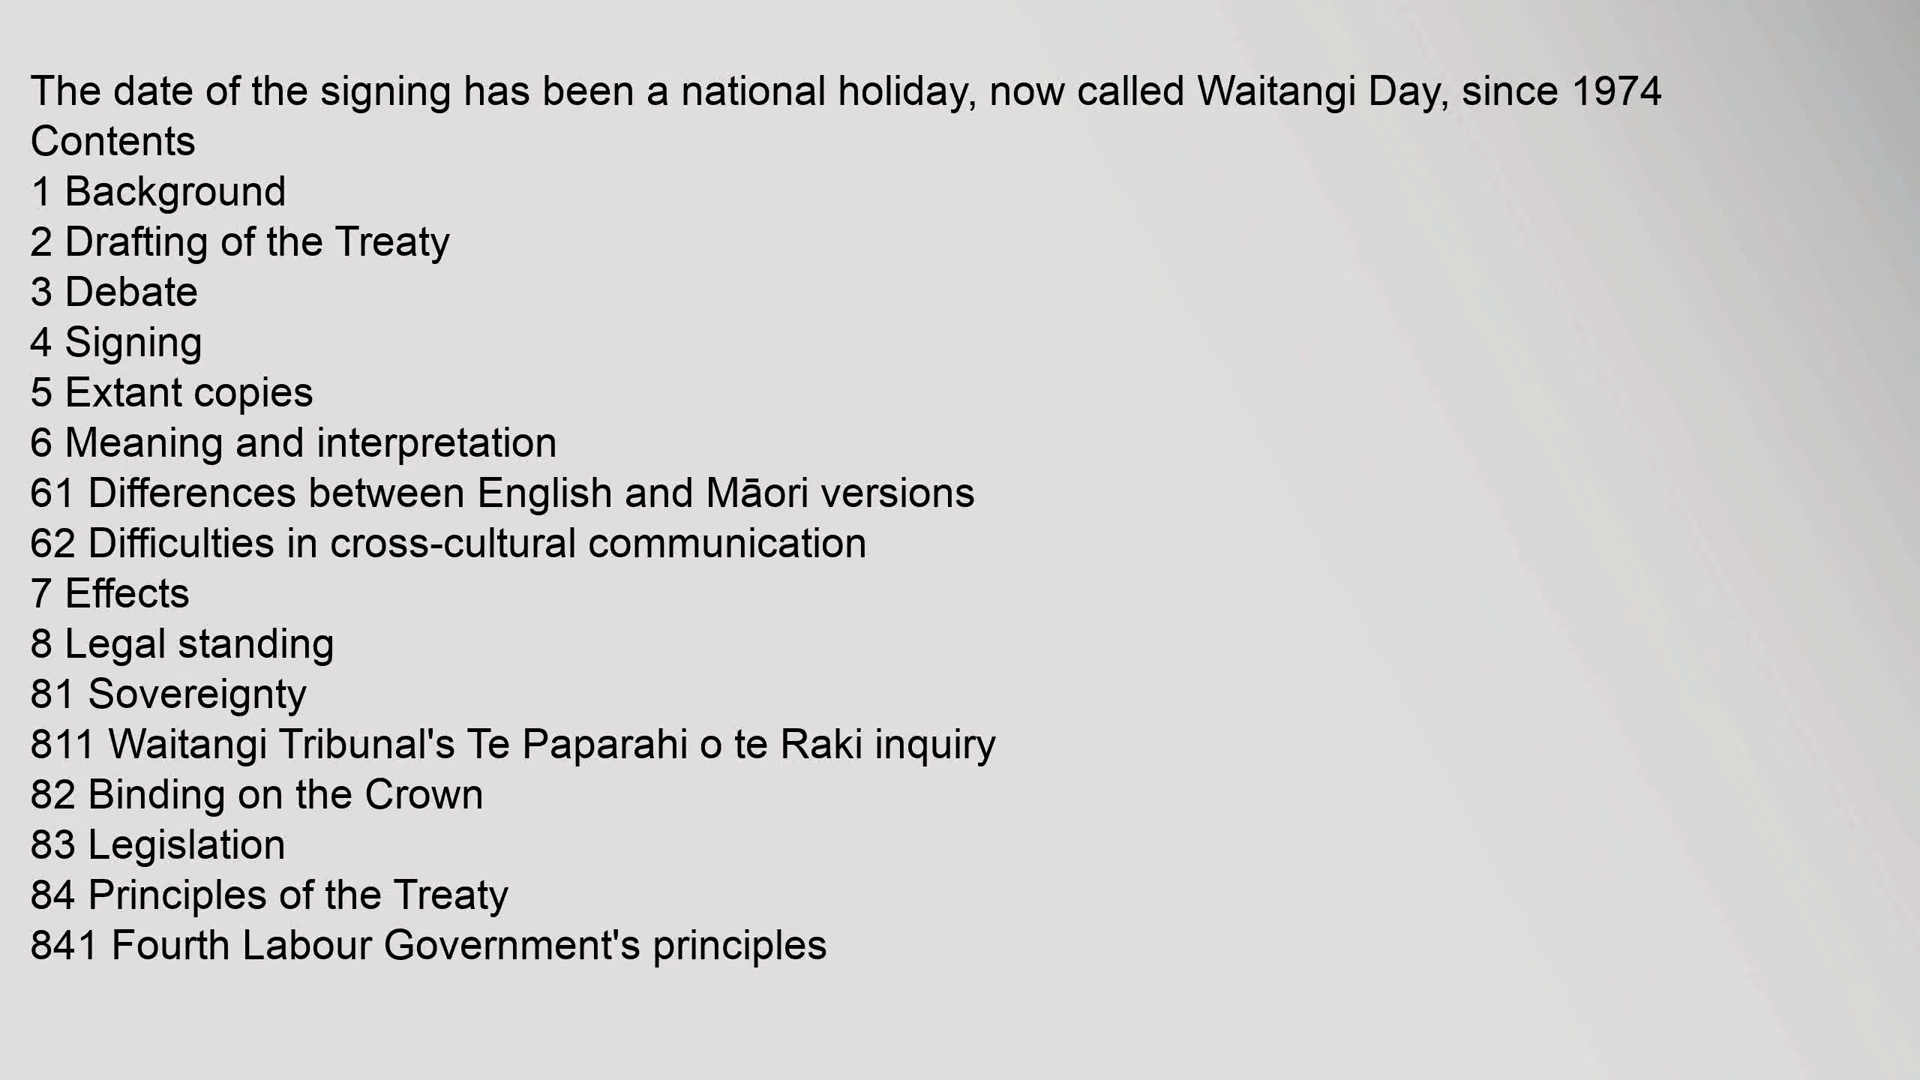 The date of the signing has been a national holiday, now called Waitangi Day, since 1974
Contents
1 Background
2 Drafting of the Treaty
3 Debate
4 Signing
5 Extant copies
6 Meaning and interpretation
61 Differences between English and Māori versions
62 Difficulties in cross-cultural communication
7 Effects
8 Legal standing
81 Sovereignty
811 Waitangi Tribunal's Te Paparahi o te Raki inquiry
82 Binding on the Crown
83 Legislation
84 Principles of the Treaty
841 Fourth Labour Government's principles